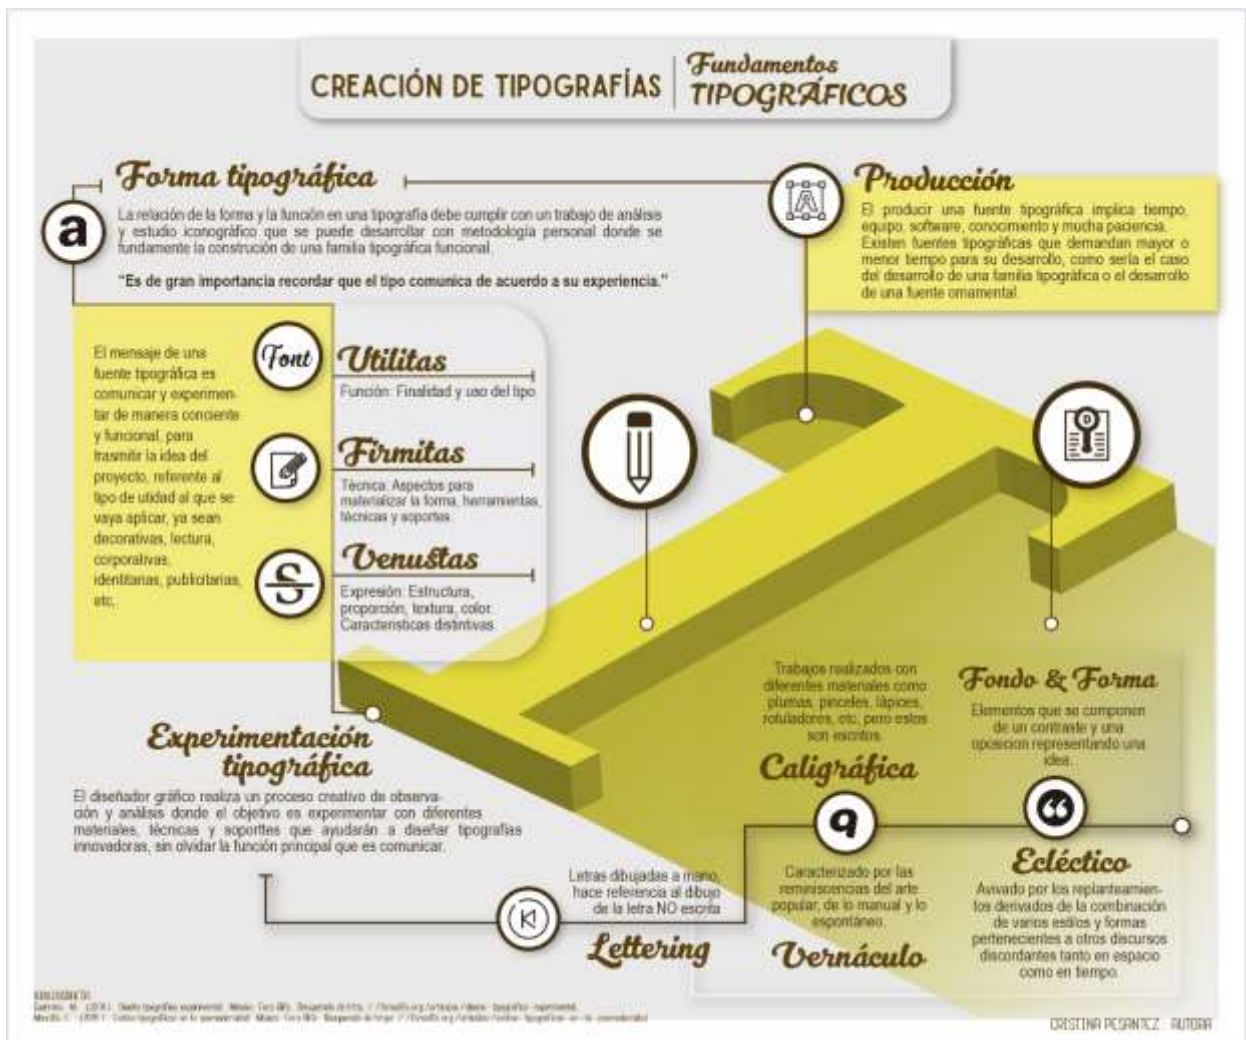 CREACIÓN DE TIPOGRAFÍAS
Fundamentos
TIPOGRÁFICOS
Forma tipográfica
a
La relación de la forma y la función en una tipografía debe cumplir con un trabajo de análisis
y estudio iconográfico que se puede desarrollar con metodología personal donde se
fundamente la construción de una familia tipográfica funcional.
"Es de gran importancia recordar que el tipo comunica de acuerdo a su experiencia."
A
Producción
El producir una fuente tipográfica implica tiempo,
equipo, software, conocimiento y mucha paciencia.
Existen fuentes tipográficas que demandan mayor o
menor tiempo para su desarrollo, como sería el caso
del desarrollo de una familia tipográfica o el desarrollo
de una fuente ornamental.
El mensaje de una
fuente tipográfica es
comunicar y experimen-
tar de manera conciente
y funcional, para
trasmitir la idea del
proyecto, referente al
tipo de utidad al que se
vaya aplicar, ya sean
decorativas, lectura,
corporativas,
identitarias, publicitarias,
etc.
Font
Utilitas
Función: Finalidad y uso del tipo
Firmitas
Técnica: Aspectos para
materializar la forma, herramientas,
técnicas y soportes.
S
Venustas
Expresión: Estructura,
proporción, textura, color.
Caracteristicas distintivas.
Experimentación
tipográfica
El diseñador gráfico realiza un proceso creativo de observa-
ción y análisis donde el objetivo es experimentar con diferentes
materiales, técnicas y soporttes que ayudarán a diseñar tipografías
innovadoras, sin olvidar la función principal que es comunicar.
Letras dibujadas a mano,
hace referencia al dibujo
de la letra NO escrita
Lettering
Trabajos realizados con
diferentes materiales como
plumas, pinceles, lápices,
rotuladores, etc, pero estos
son escritos.
Caligráfica
q
Caracterizado por las
reminiscencias del arte
popular, de lo manual y lo
espontáneo.
Vernáculo
D
Fondo & Forma
Elementos que se componen
de un contraste y una
oposicion representando una
idea.
Ecléctico
Avivado por los replanteamien-
tos derivados de la combinación
de varios estilos y formas
pertenecientes a otros discursos
discordantes tanto en espacio
como en tiempo.
CRISTINA PESANTEZ : AUTORA